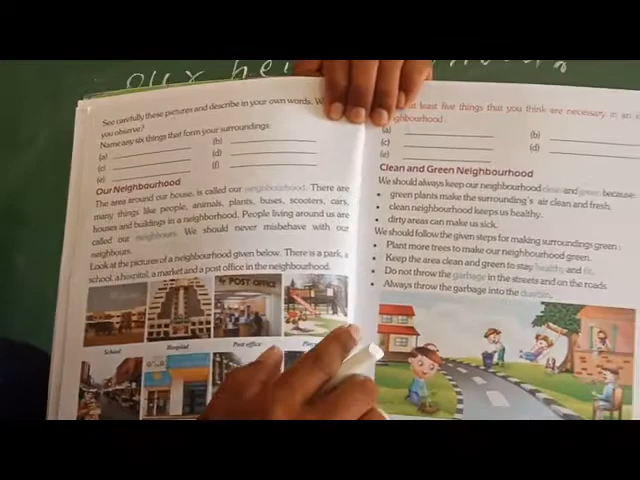 our
See carefully these pictures and describe in your own words. W
you observe?
Name any six things that form your surroundings:
(a) (b)
(c) (d)
(e) (f)
Our Neighbourhood
The area around our house, is called our neighbourhood. There are
many things like people, animals, plants, buses, scooters, cars,
houses and buildings in a neighborhood. People living around us are
called our neighbours. We should never misbehave with our
neighbours.
Look at the pictures of a neighbourhood given below. There is a park, a
school, a hospital, a market and a post office in the neighbourhood.
POST OFFICE
School Hospital Post office
at least five things that you think are necessary in an
ghbourhood:
(a) (b)
(c) (d)
(e)
Clean and Green Neighbourhood
We should always keep our neighbourhood clean and green because:
• green plants make the surrounding's air clean and fresh.
• clean neighbourhood keeps us healthy.
• dirty areas can make us sick.
We should follow the given steps for making surroundings green:
• Plant more trees to make our neighbourhood green.
• Keep the area clean and green to stay healthy and fit.
• Do not throw the garbage in the streets and on the roads.
• Always throw the garbage into the dustbin.